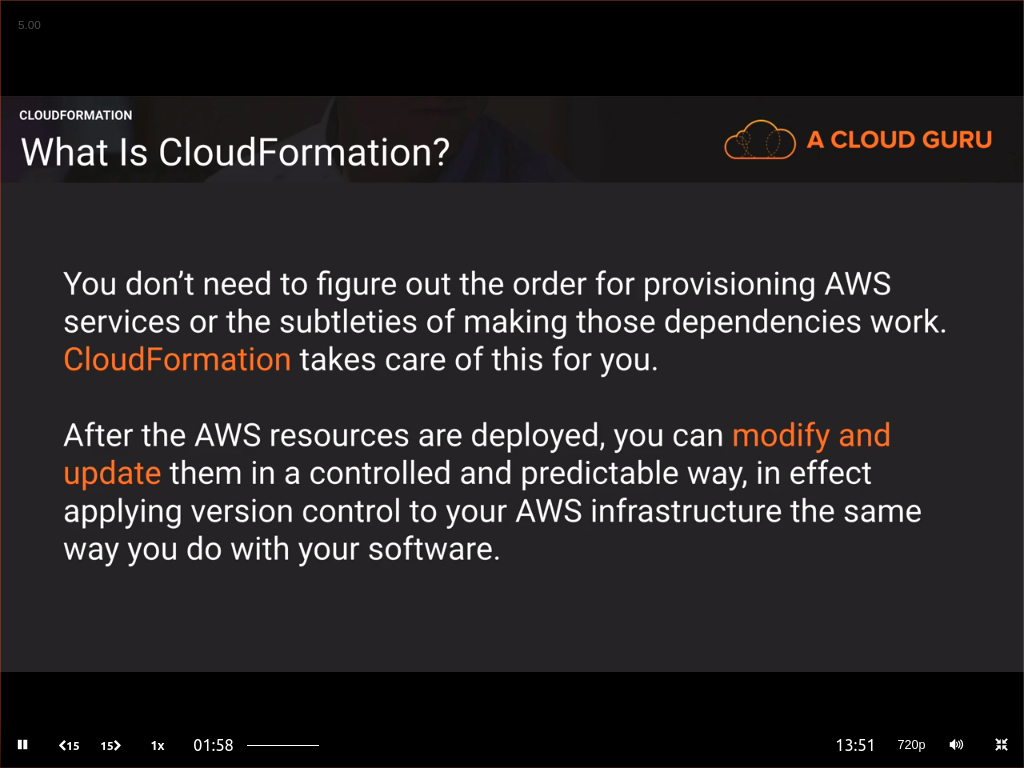 5.00
CLOUDFORMATION
What Is CloudFormation?
A CLOUD GURU
You don’t need to figure out the order for provisioning AWS
services or the subtleties of making those dependencies work.
CloudFormation takes care of this for you.
After the AWS resources are deployed, you can modify and
update them in a controlled and predictable way, in effect
applying version control to your AWS infrastructure the same
way you do with your software.
15 15 1x 01:58 13:51 720p